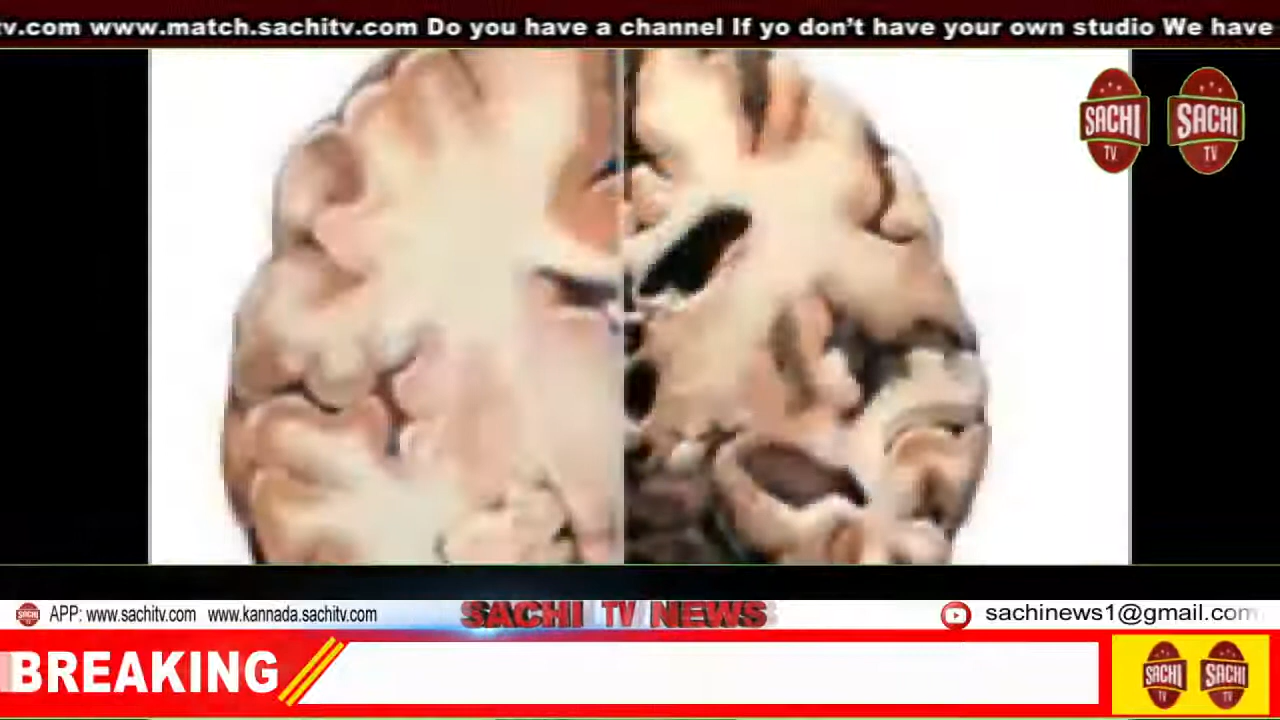 v.com www.match.sachitv.com Do you have a channel If yo don't have your own studio We have
SACHI TV
SACHI TV
SACHI APP: www.sachitv.com www.kannada.sachitv.com
SACHI TV NEWS
sachinews1@gmail.com
BREAKING
SACHI TV
SACHI TV